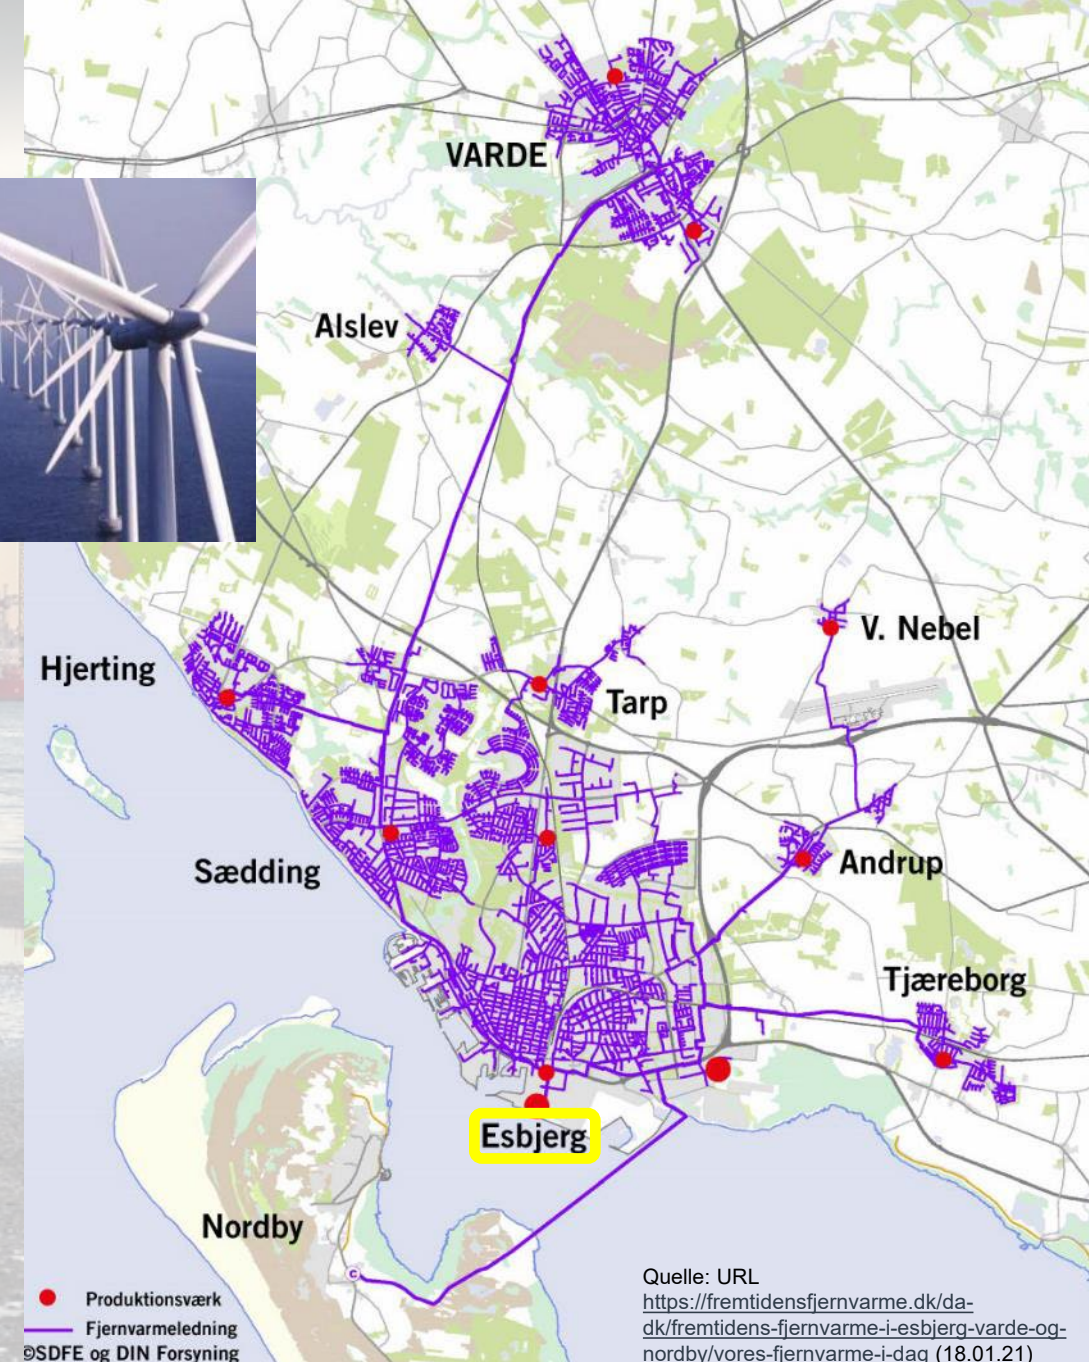 VARDE
Alslev
V. Nebel
Hjerting
Tarp
Sædding
Andrup
Tjæreborg
Esbjerg
Nordby
C
Produktionsværk
Fjernvarmeledning
©SDFE og DIN Forsyning
Quelle: URL
https://fremtidensfjernvarme.dk/da-
dk/fremtidens-fjernvarme-i-esbjerg-varde-og-
nordby/vores-fjernvarme-i-dag (18.01.21)